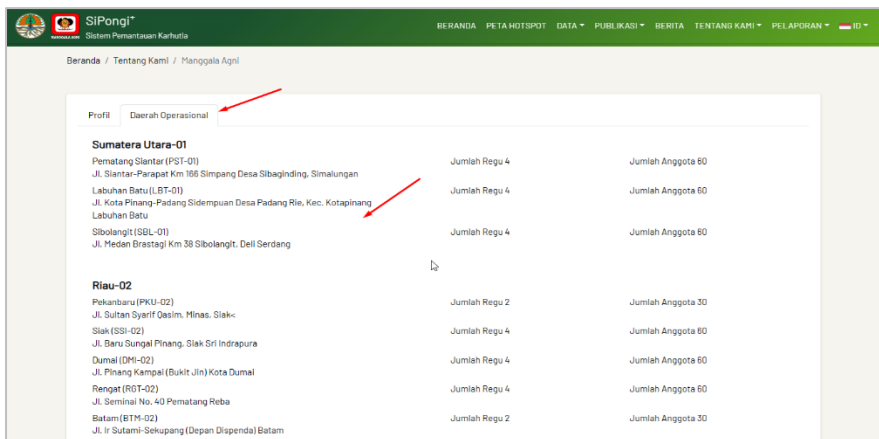 SiPongi+
Sistem Pemantauan Karhutla
MANGGALA AGNI
BERANDA PETA HOTSPOT DATA PUBLIKASI BERITA TENTANG KAMI PELAPORAN ID
Beranda / Tentang Kami / Manggala Agni
Profil Daerah Operasional
Sumatera Utara-01
Pematang Siantar (PST-01) Jumlah Regu 4 Jumlah Anggota 60
Jl. Siantar-Parapat Km 166 Simpang Desa Sibaginding, Simalungan
Labuhan Batu (LBT-01) Jumlah Regu 4 Jumlah Anggota 60
Jl. Kota Pinang-Padang Sidempuan Desa Padang Rie, Kec. Kotapinang
Labuhan Batu
Sibolangit (SBL-01) Jumlah Regu 4 Jumlah Anggota 60
Jl. Medan Brastagi Km 38 Sibolangit, Deli Serdang
Riau-02
Pekanbaru (PKU-02) Jumlah Regu 2 Jumlah Anggota 30
Jl. Sultan Syarif Qasim, Minas, Siak<
Siak (SSI-02) Jumlah Regu 4 Jumlah Anggota 60
Jl. Baru Sungai Pinang, Siak Sri Indrapura
Dumai (DMI-02) Jumlah Regu 4 Jumlah Anggota 60
Jl. Pinang Kampai (Bukit Jin) Kota Dumai
Rengat (RGT-02) Jumlah Regu 4 Jumlah Anggota 60
Jl. Seminai No. 40 Pematang Reba
Batam (BTM-02) Jumlah Regu 2 Jumlah Anggota 30
Jl. Ir Sutami-Sekupang (Depan Dispenda) Batam